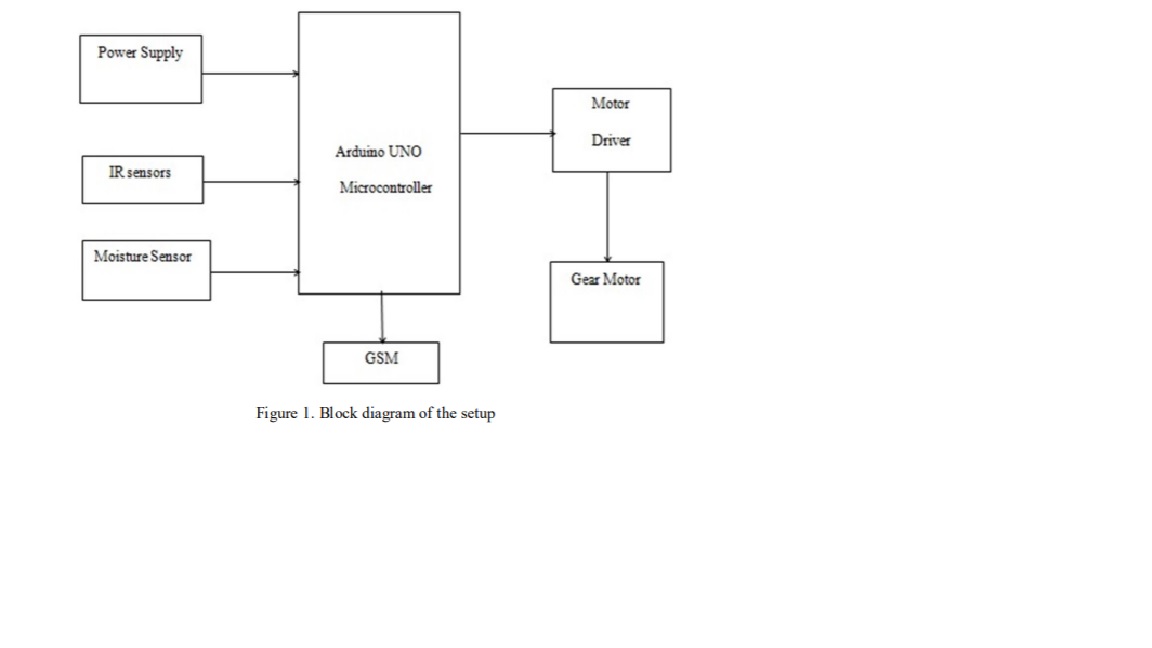 Power Supply
IR sensors
Moisture Sensor
Arduino UNO
Microcontroller
GSM
Motor
Driver
Gear Motor
Figure 1. Block diagram of the setup